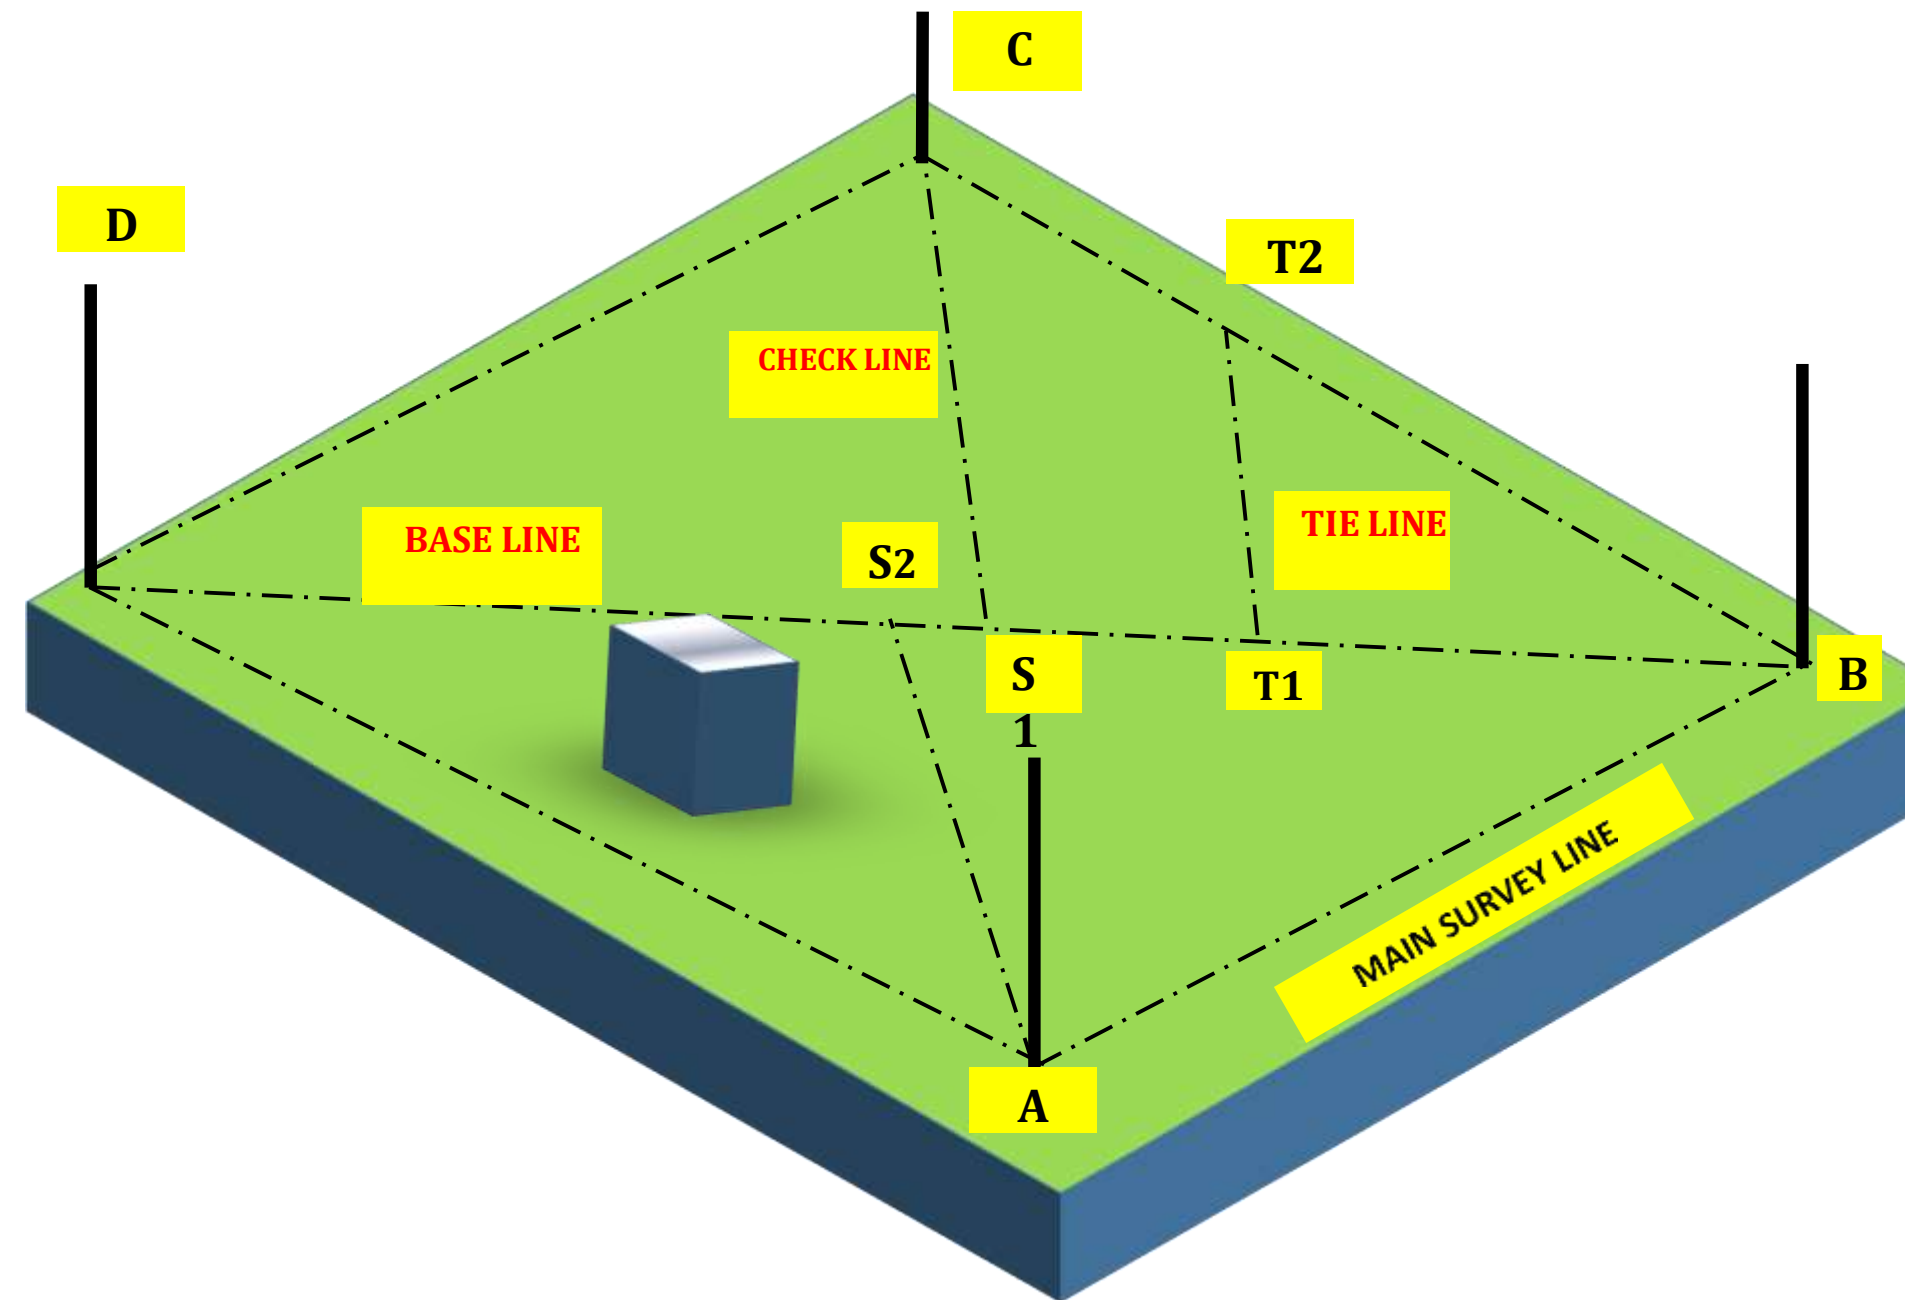 C
D
T2
CHECK LINE
BASE LINE
TIE LINE
S2
S
1
T1
B
MAIN SURVEY LINE
A